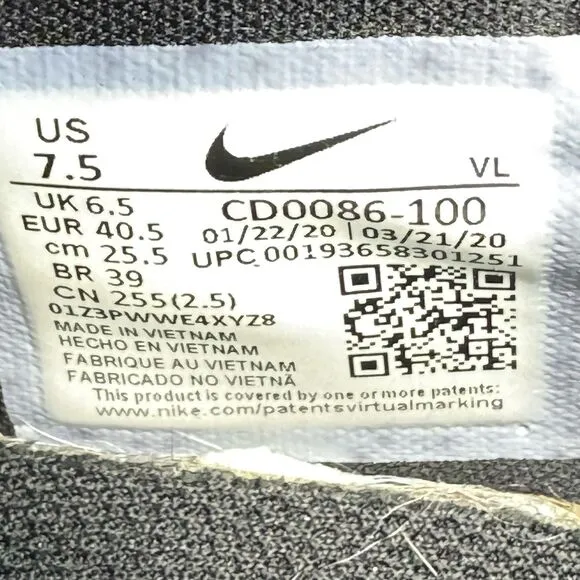 US
7.5
VL
UK 6.5
CD0086-100
EUR 40.5
01/22/20 | 03/21/20
cm 25.5
UPC 00193658301251
BR 39
CN 255(2.5)
01Z3PWWE4XYZ8
MADE IN VIETNAM
HECHO EN VIETNAM
FABRIQUE AU VIETNAM
FABRICADO NO VIETNÃ
This product is covered by one or more patents:
www.nike.com/patentsvirtualmarking